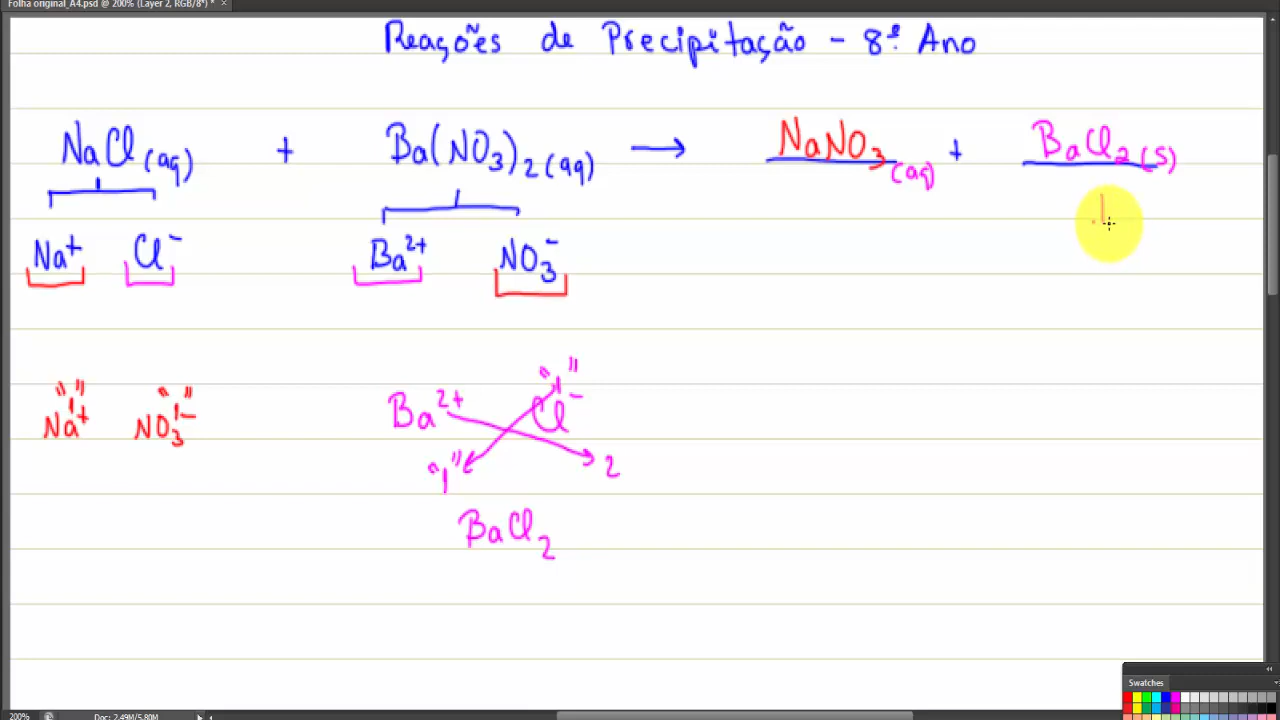 Folha original_A4.psd @ 200% (Layer 2, RGB/8*) * ×
Reações de Precipitação - 8º Ano
NaCl(aq) + Ba(NO3)2(aq) → NaNO3(aq) + BaCl2(s)
Na+ Cl- Ba2+ NO3-
"1" "1" "1"
Na+ NO3- Ba2+ Cl-
"1" 2
BaCl2
Swatches
200% Doc: 2.49M/5.80M